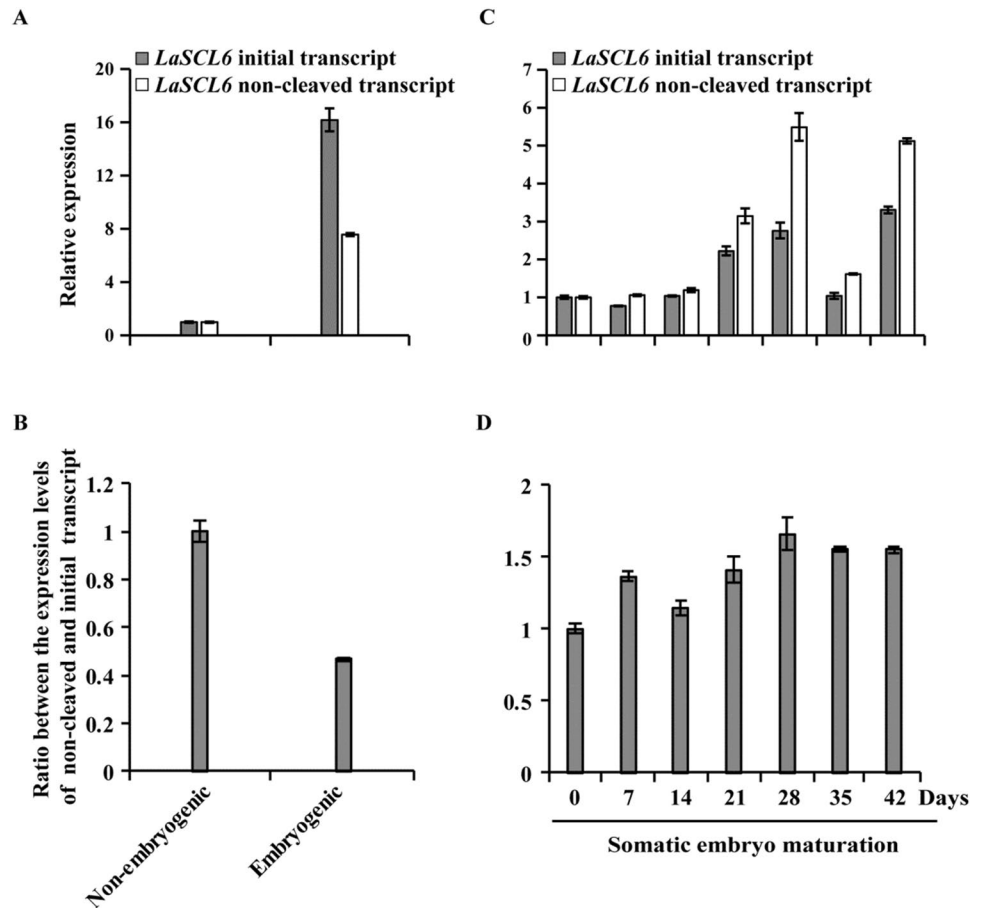 A
LaSCL6 initial transcript
LaSCL6 non-cleaved transcript
Relative expression
20
16
12
8
4
0
C
LaSCL6 initial transcript
LaSCL6 non-cleaved transcript
7
6
5
4
3
2
1
0
B
Ratio between the expression levels
of non-cleaved and initial transcript
1.2
1
0.8
0.6
0.4
0.2
0
Non-embryogenic
Embryogenic
D
2
1.5
1
0.5
0
0 7 14 21 28 35 42 Days
Somatic embryo maturation